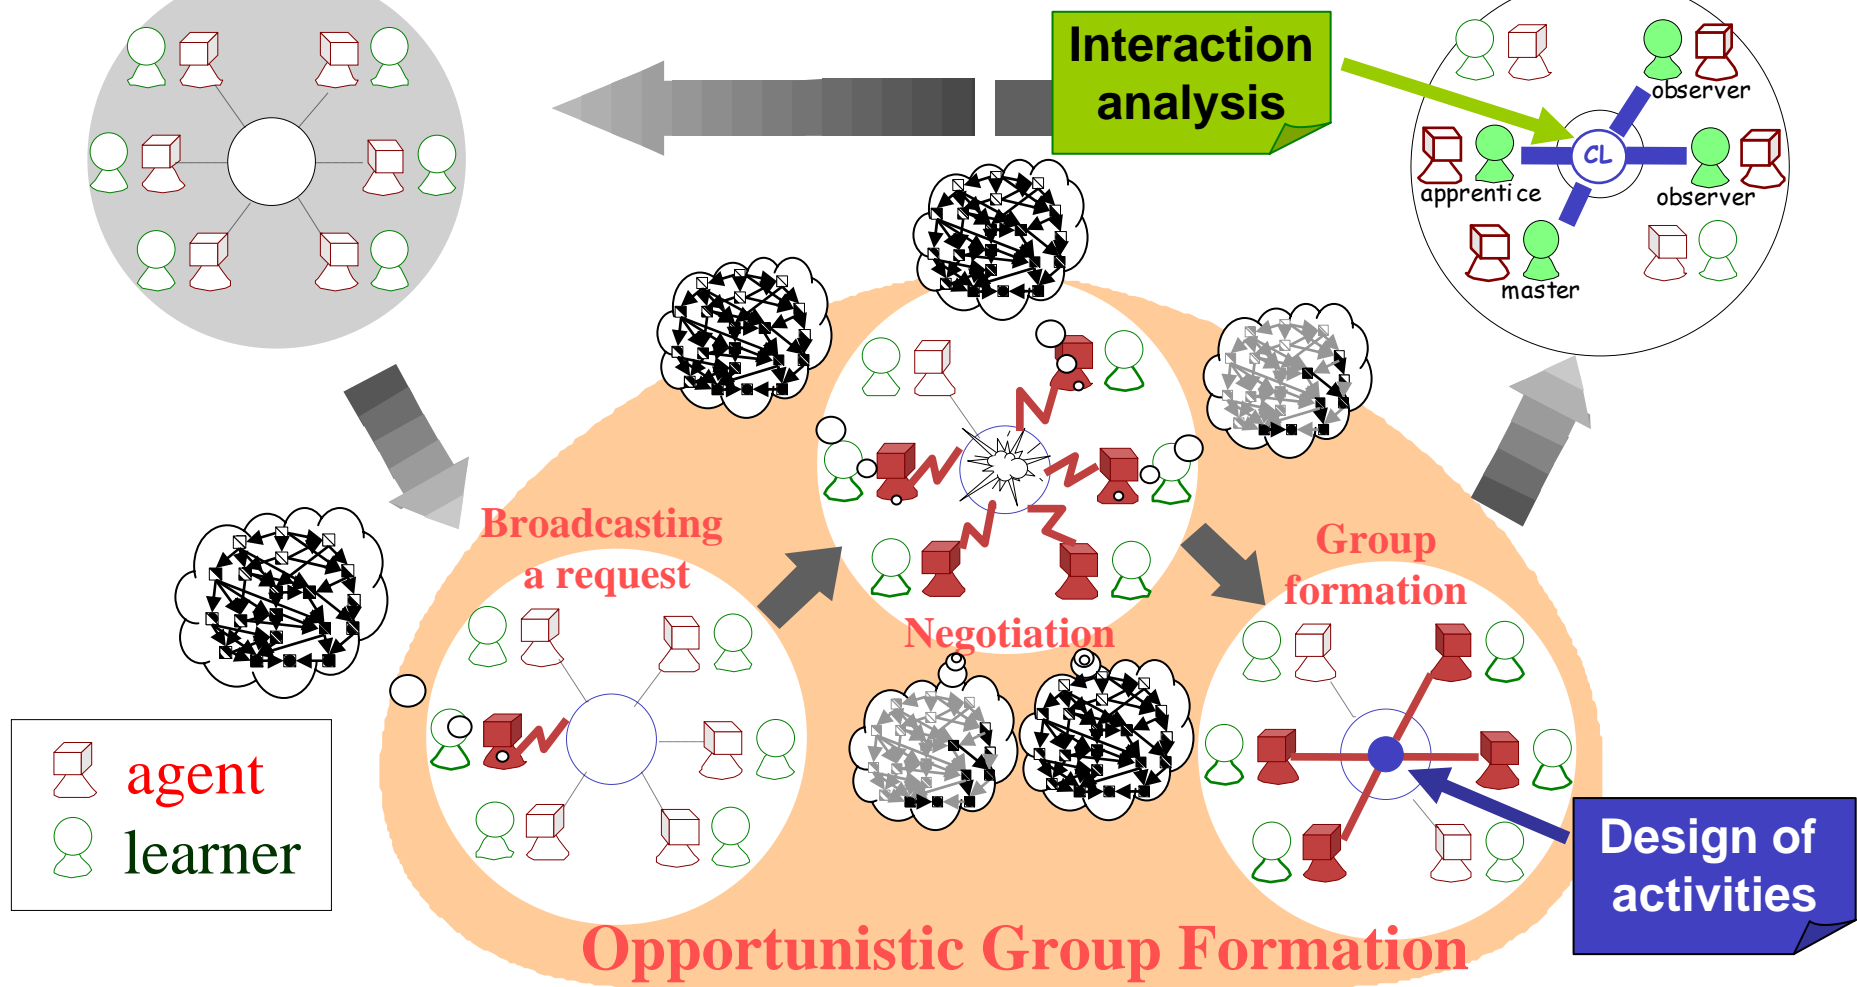 Interaction
analysis
observer
CL
apprentice
observer
master
Broadcasting
a request
Negotiation
Group
formation
agent
learner
Design of
activities
Opportunistic Group Formation